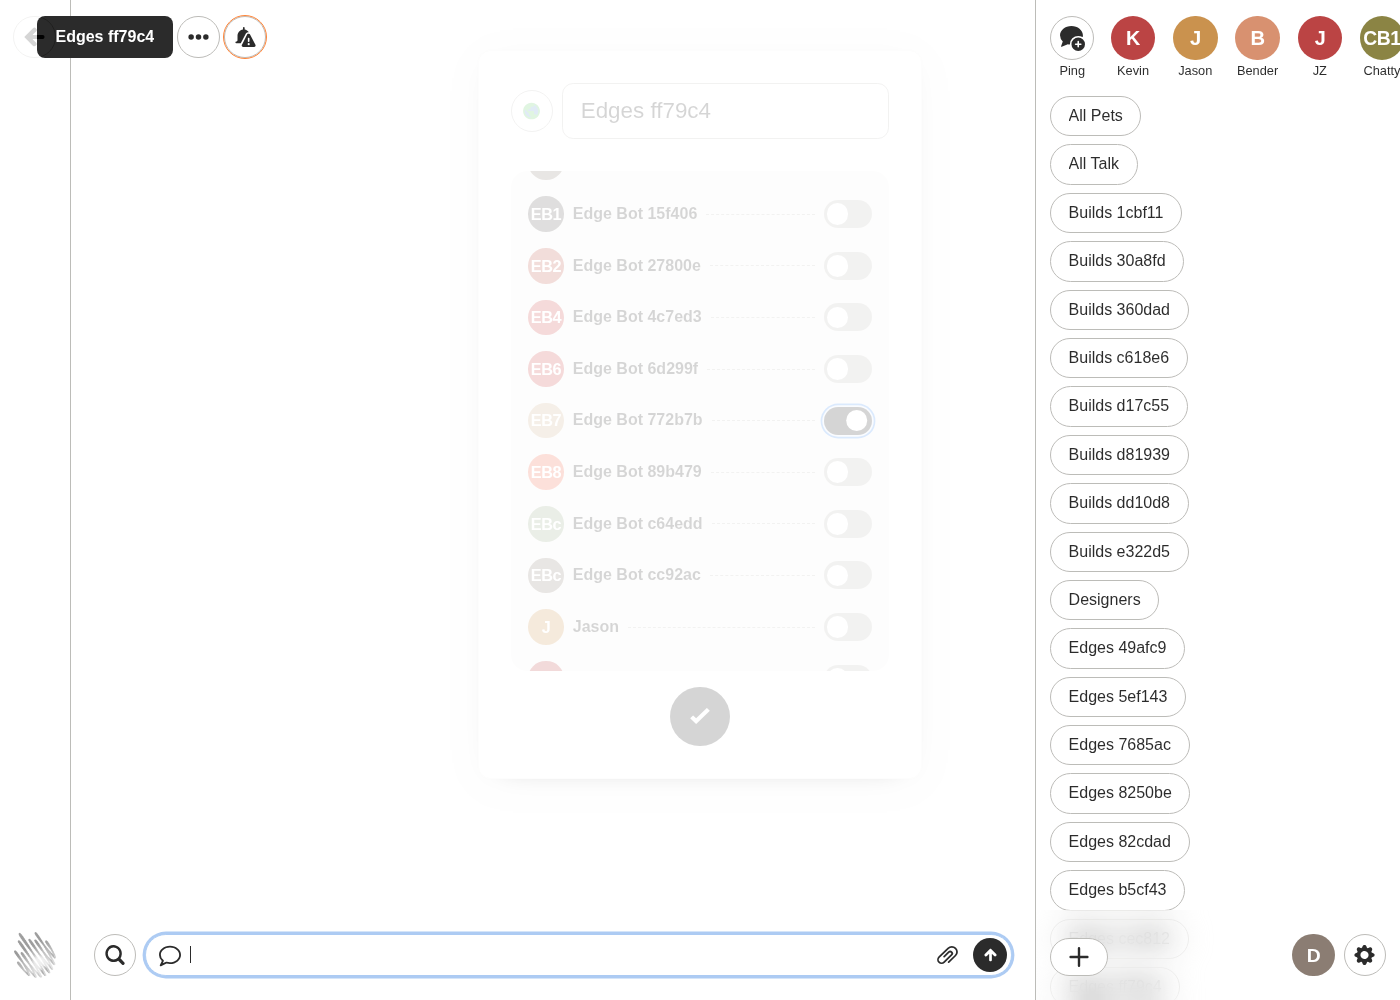 Edges ff79c4
Edges ff79c4
EB1 Edge Bot 15f406
EB2 Edge Bot 27800e
EB4 Edge Bot 4c7ed3
EB6 Edge Bot 6d299f
EB7 Edge Bot 772b7b
EB8 Edge Bot 89b479
EBc Edge Bot c64edd
EBc Edge Bot cc92ac
J Jason
K J B J CB1
Ping Kevin Jason Bender JZ Chatty
All Pets
All Talk
Builds 1cbf11
Builds 30a8fd
Builds 360dad
Builds c618e6
Builds d17c55
Builds d81939
Builds dd10d8
Builds e322d5
Designers
Edges 49afc9
Edges 5ef143
Edges 7685ac
Edges 8250be
Edges 82cdad
Edges b5cf43
D